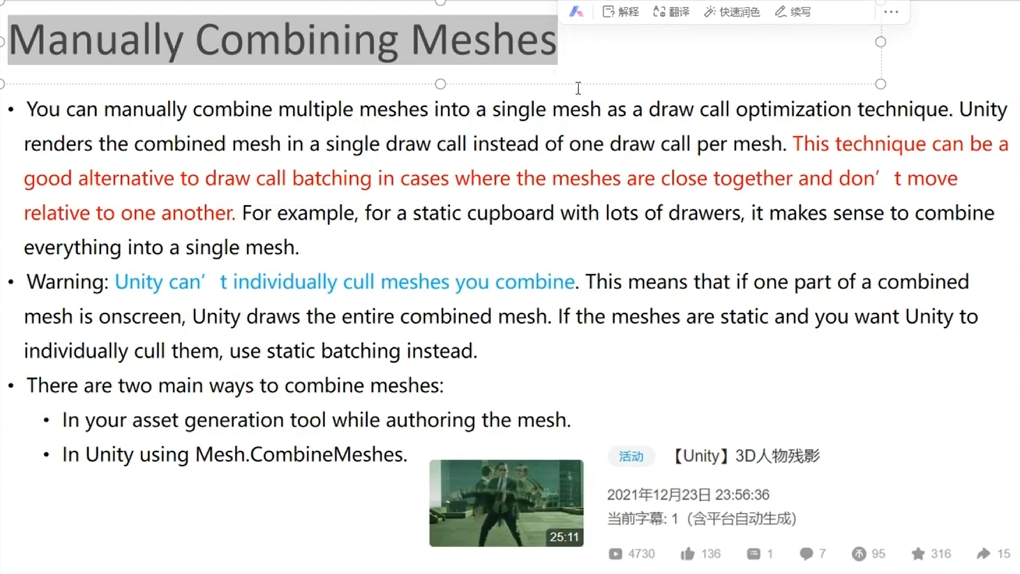 解释 翻译 快速润色 续写
Manually Combining Meshes
• You can manually combine multiple meshes into a single mesh as a draw call optimization technique. Unity
renders the combined mesh in a single draw call instead of one draw call per mesh. This technique can be a
good alternative to draw call batching in cases where the meshes are close together and don’t move
relative to one another. For example, for a static cupboard with lots of drawers, it makes sense to combine
everything into a single mesh.
• Warning: Unity can’t individually cull meshes you combine. This means that if one part of a combined
mesh is onscreen, Unity draws the entire combined mesh. If the meshes are static and you want Unity to
individually cull them, use static batching instead.
• There are two main ways to combine meshes:
• In your asset generation tool while authoring the mesh.
• In Unity using Mesh.CombineMeshes.
活动 【Unity】3D人物残影
2021年12月23日 23:56:36
当前字幕: 1（含平台自动生成）
25:11
4730 136 1 7 95 316 15